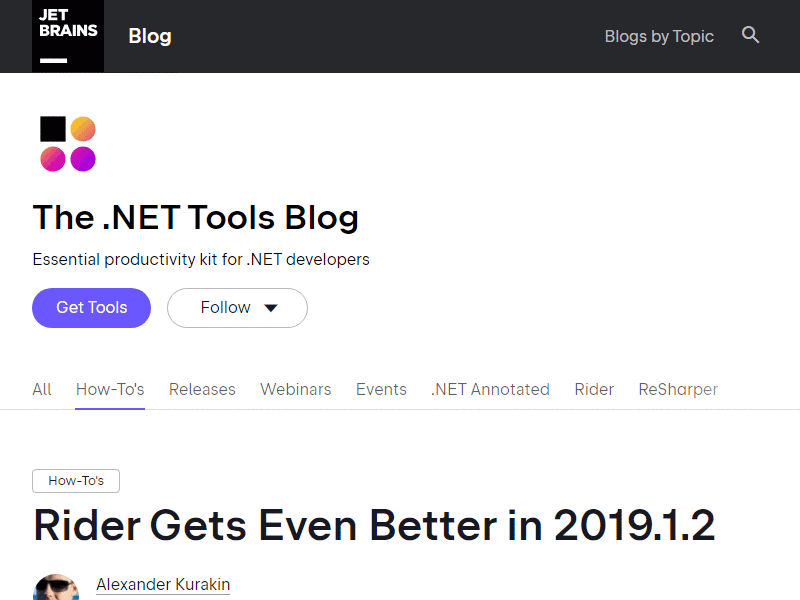 JET
BRAINS
Blog
Blogs by Topic
The .NET Tools Blog
Essential productivity kit for .NET developers
Get Tools
Follow
All How-To's Releases Webinars Events .NET Annotated Rider ReSharper
How-To's
Rider Gets Even Better in 2019.1.2
Alexander Kurakin